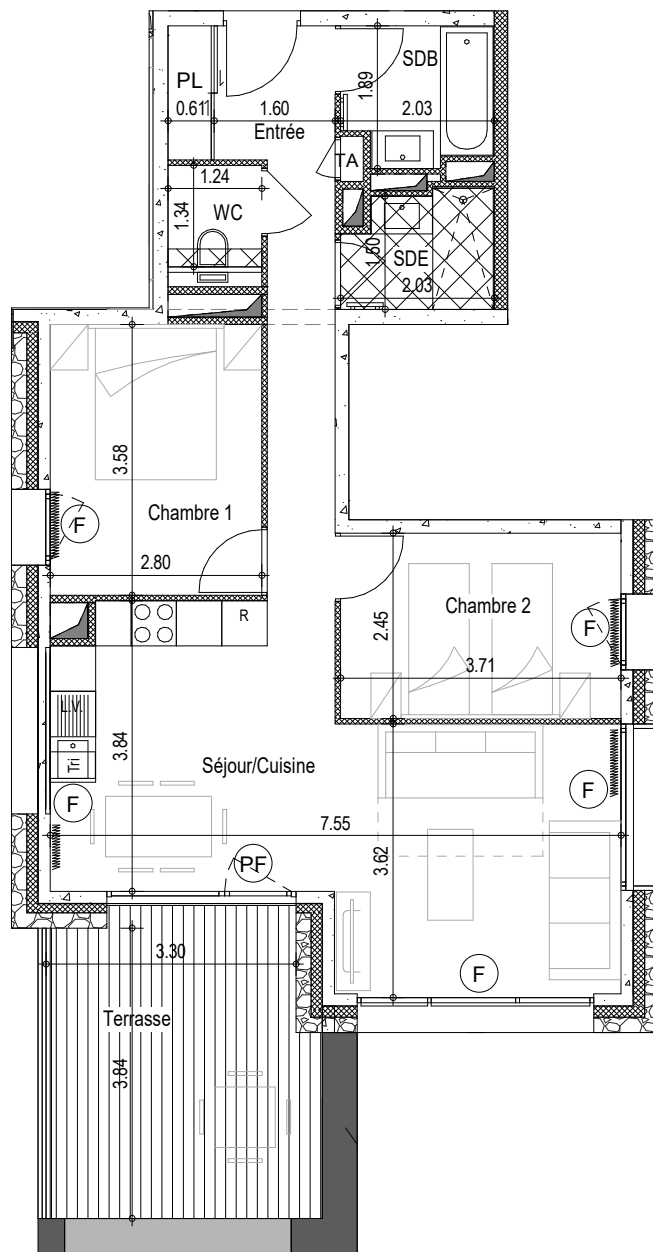 PL
SDB
1.89
0.61
1.60
2.03
Entrée
TA
1.24
1.34
WC
1.50
SDE
2.03
3.58
F
Chambre 1
2.80
R
Chambre 2
2.45
F
3.71
L.V.
Tri
3.84
Séjour/Cuisine
F
F
7.55
3.62
PF
3.30
F
Terrasse
3.84